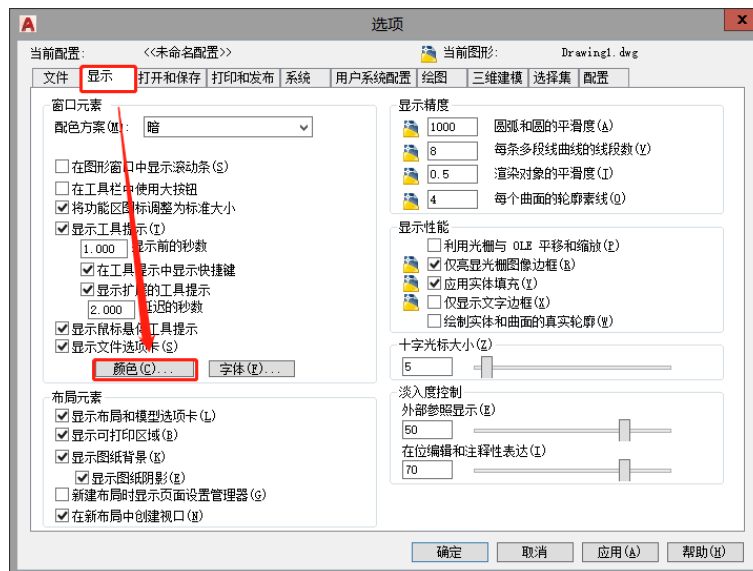 选项
当前配置: <<未命名配置>> 当前图形: Drawing1.dwg
文件 显示 打开和保存 打印和发布 系统 用户系统配置 绘图 三维建模 选择集 配置
窗口元素
配色方案(M): 暗
在图形窗口中显示滚动条(S)
在工具栏中使用大按钮
将功能区图标调整为标准大小
显示工具提示(T)
1.000 显示前的秒数
在工具提示中显示快捷键
显示扩展的工具提示
2.000 延迟的秒数
显示鼠标悬停工具提示
显示文件选项卡(S)
颜色(C)... 字体(F)...
布局元素
显示布局和模型选项卡(L)
显示可打印区域(B)
显示图纸背景(K)
显示图纸阴影(E)
新建布局时显示页面设置管理器(G)
在新布局中创建视口(N)
显示精度
1000 圆弧和圆的平滑度(A)
8 每条多段线曲线的线段数(V)
0.5 渲染对象的平滑度(J)
4 每个曲面的轮廓素线(O)
显示性能
利用光栅与 OLE 平移和缩放(P)
仅亮显光栅图像边框(R)
应用实体填充(Y)
仅显示文字边框(X)
绘制实体和曲面的真实轮廓(W)
十字光标大小(Z)
5
淡入度控制
外部参照显示(E)
50
在位编辑和注释性表达(I)
70
确定 取消 应用(A) 帮助(H)